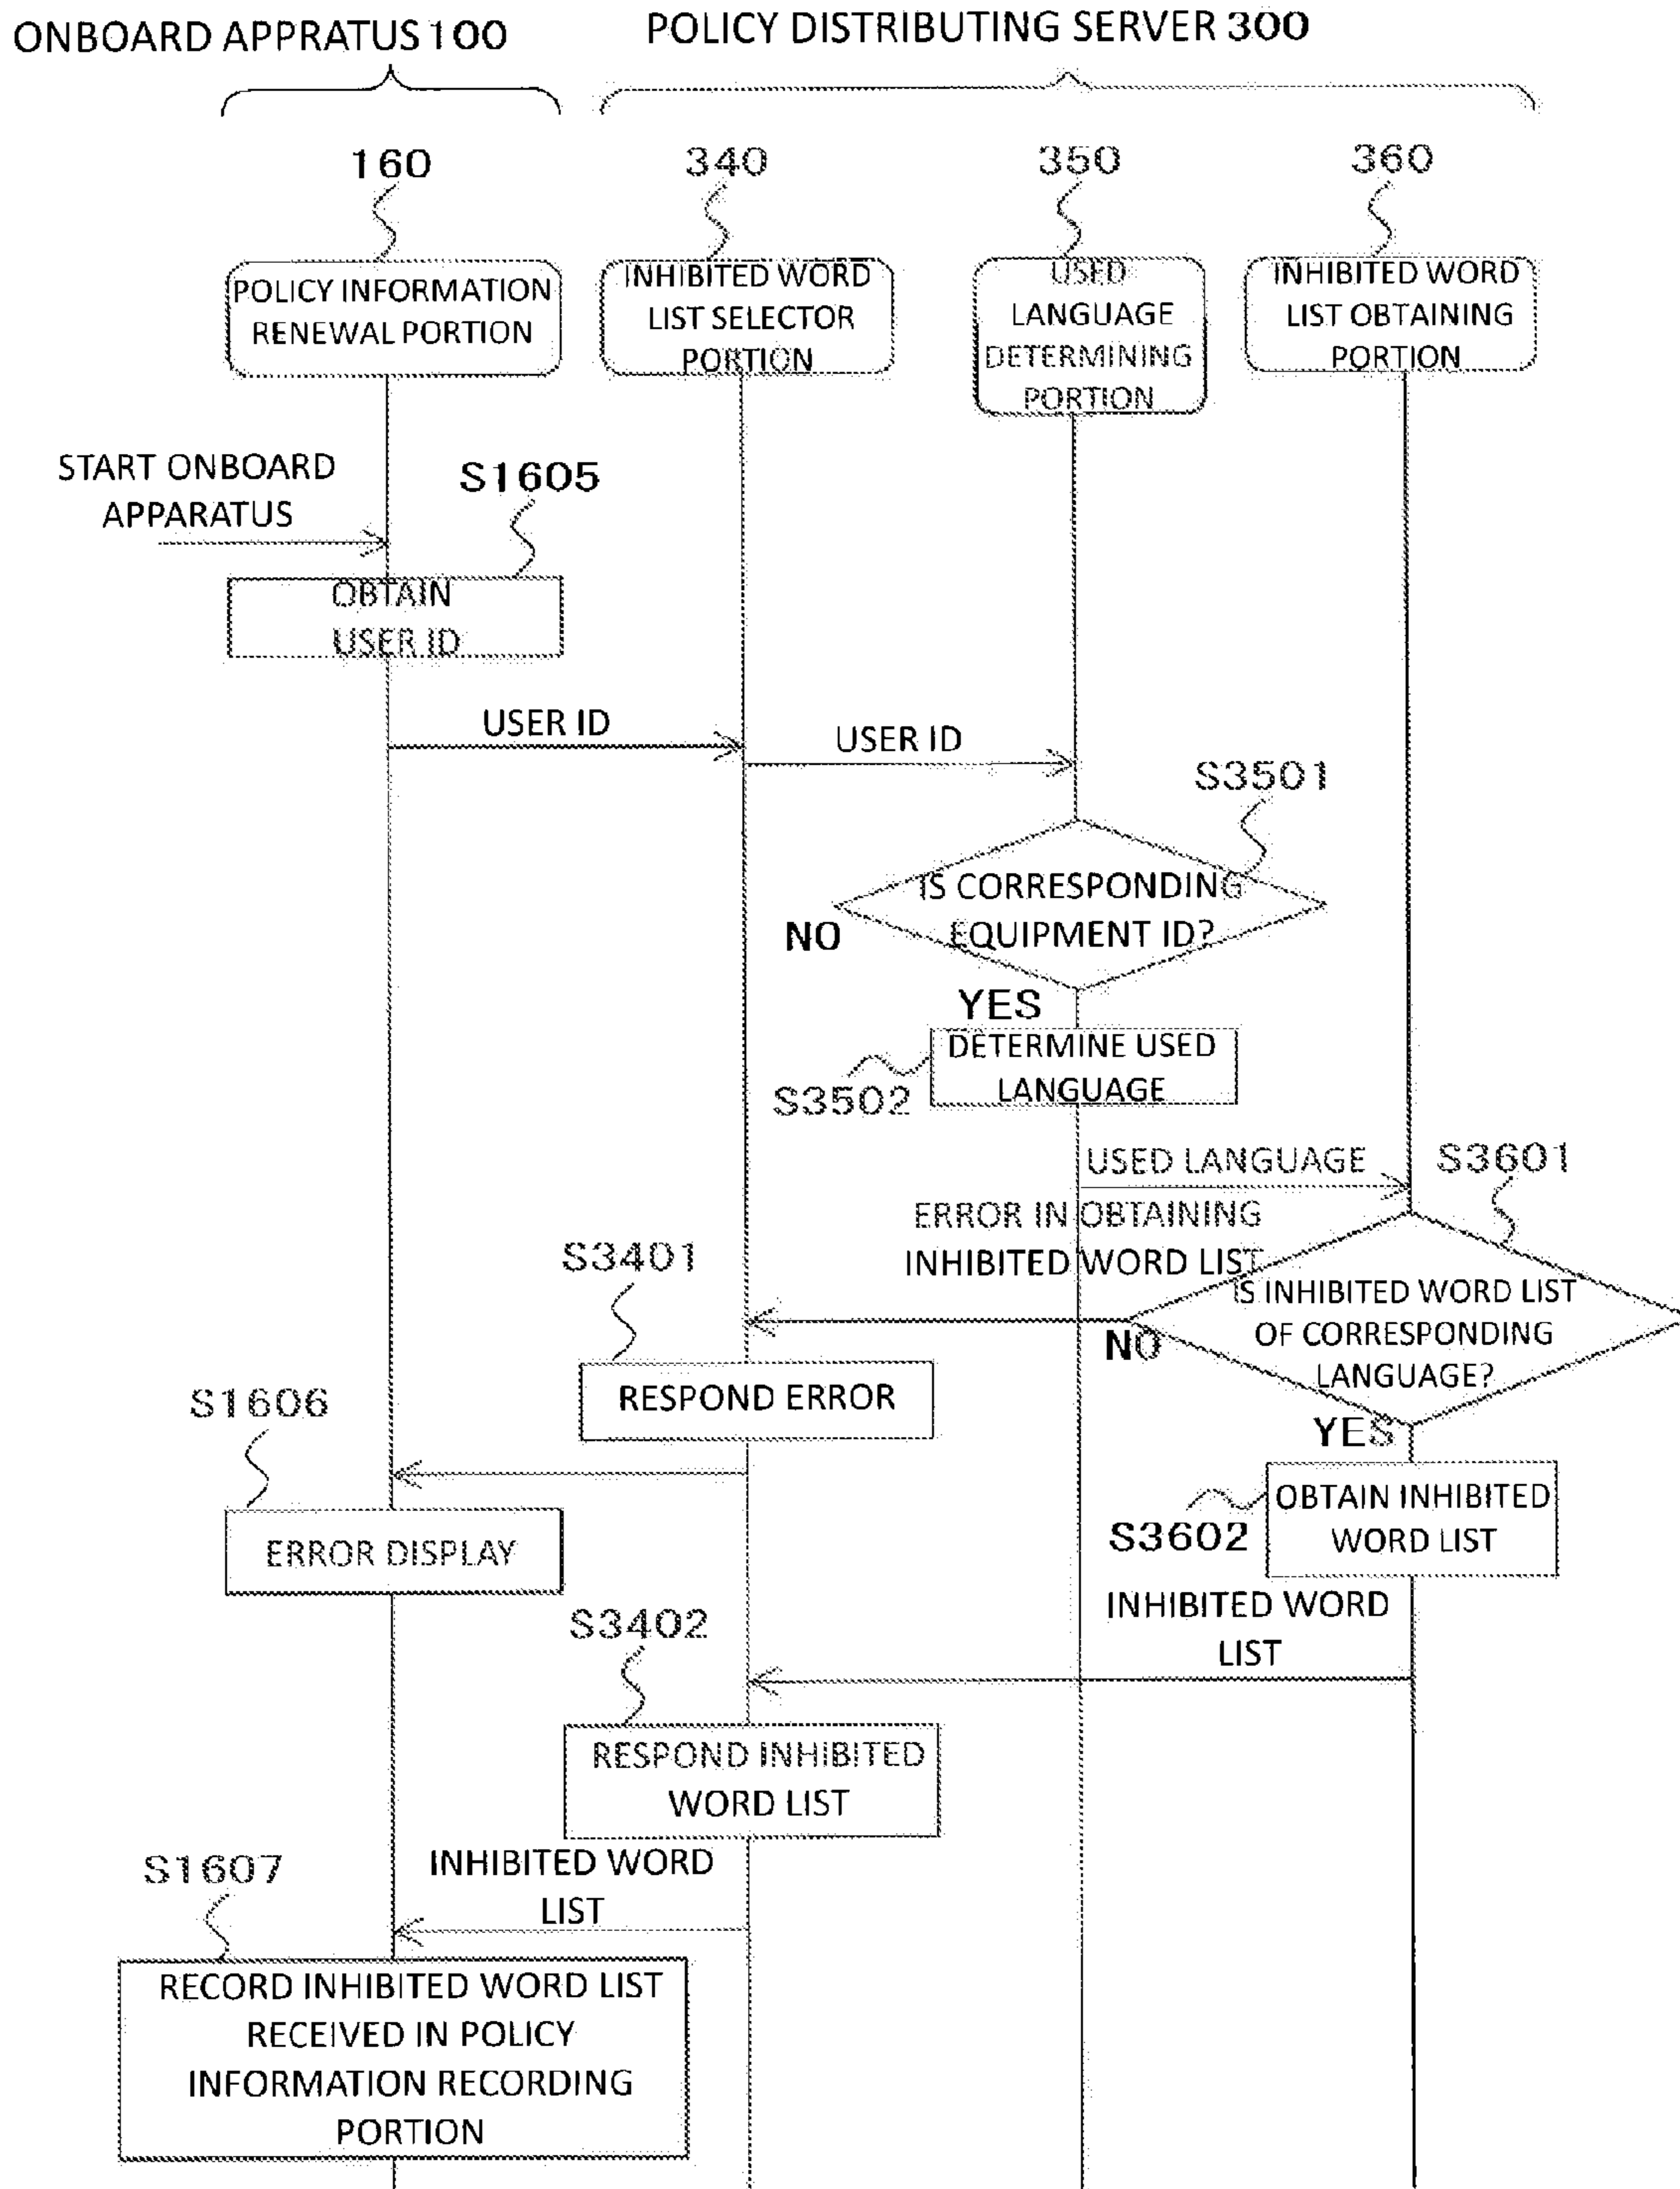 ONBOARD APPRATUS 100
POLICY DISTRIBUTING SERVER 300
160
340
350
360
POLICY INFORMATION
RENEWAL PORTION
INHIBITED WORD
LIST SELECTOR
PORTION
USED
LANGUAGE
DETERMINING
PORTION
INHIBITED WORD
LIST OBTAINING
PORTION
START ONBOARD
APPARATUS
S1605
OBTAIN
USER ID
USER ID
USER ID
S3501
IS CORRESPONDING
EQUIPMENT ID?
NO
YES
DETERMINE USED
LANGUAGE
S3502
USED LANGUAGE
S3601
ERROR IN OBTAINING
INHIBITED WORD LIST
S3401
IS INHIBITED WORD LIST
OF CORRESPONDING
LANGUAGE?
NO
RESPOND ERROR
S1606
YES
OBTAIN INHIBITED
WORD LIST
S3602
ERROR DISPLAY
INHIBITED WORD
LIST
S3402
RESPOND INHIBITED
WORD LIST
INHIBITED WORD
LIST
S1607
RECORD INHIBITED WORD LIST
RECEIVED IN POLICY
INFORMATION RECORDING
PORTION